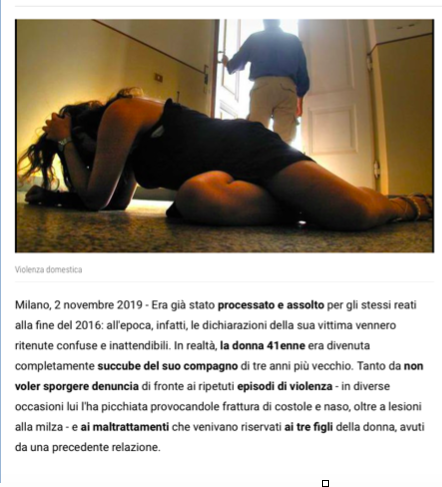 Violenza domestica
Milano, 2 novembre 2019 - Era già stato processato e assolto per gli stessi reati
alla fine del 2016: all'epoca, infatti, le dichiarazioni della sua vittima vennero
ritenute confuse e inattendibili. In realtà, la donna 41enne era divenuta
completamente succube del suo compagno di tre anni più vecchio. Tanto da non
voler sporgere denuncia di fronte ai ripetuti episodi di violenza - in diverse
occasioni lui l'ha picchiata provocandole frattura di costole e naso, oltre a lesioni
alla milza - e ai maltrattamenti che venivano riservati ai tre figli della donna, avuti
da una precedente relazione.